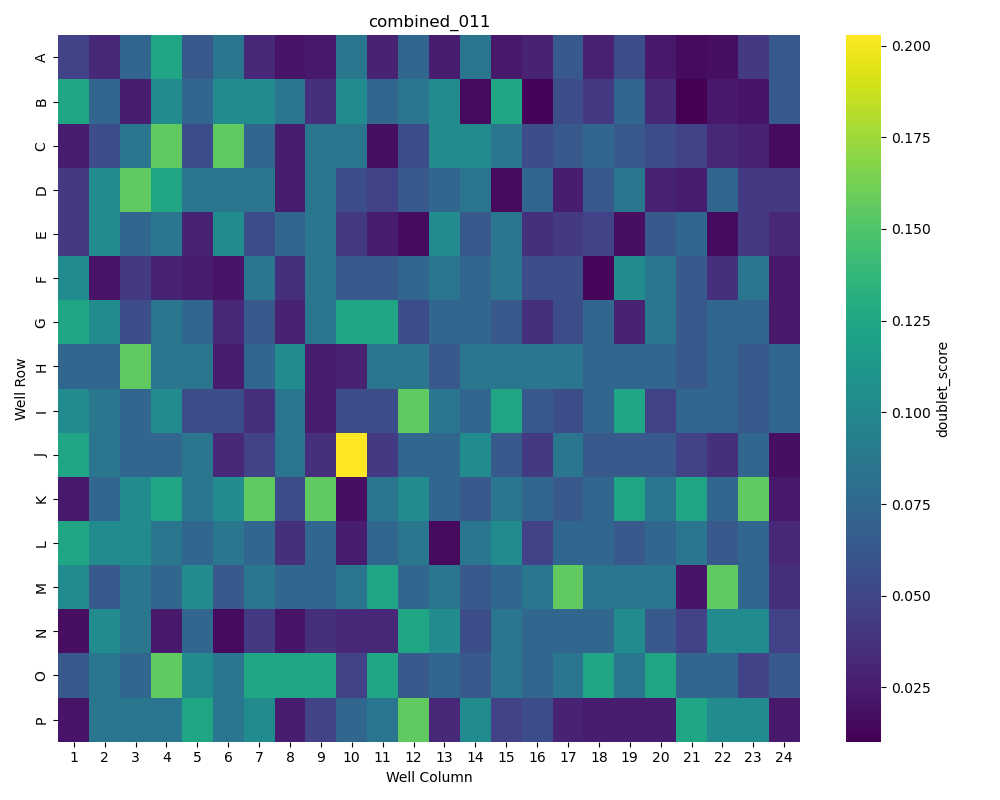 combined_011
Well Row
A
B
C
D
E
F
G
H
I
J
K
L
M
N
O
P
1 2 3 4 5 6 7 8 9 10 11 12 13 14 15 16 17 18 19 20 21 22 23 24
Well Column
0.200
0.175
0.150
0.125
0.100
0.075
0.050
0.025
doublet_score